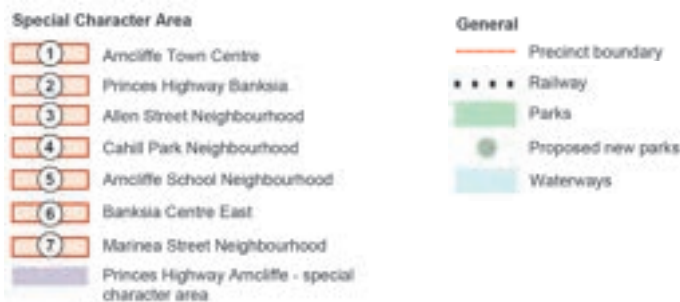 Special Character Area
1 Arncliffe Town Centre
2 Princes Highway Banksia
3 Allen Street Neighbourhood
4 Cahill Park Neighbourhood
5 Arncliffe School Neighbourhood
6 Banksia Centre East
7 Marinea Street Neighbourhood
Princes Highway Arncliffe - special
character area
General
Precinct boundary
Railway
Parks
Proposed new parks
Waterways